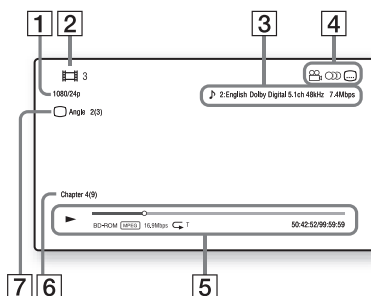 1 2 3 4
3
1080/24p
2:English Dolby Digital 5.1ch 48kHz 7.4Mbps
Angle 2(3)
Chapter 4(9)
BD-ROM MPEG 16.9Mbps T 50:42:52/99:59:59
7 6 5